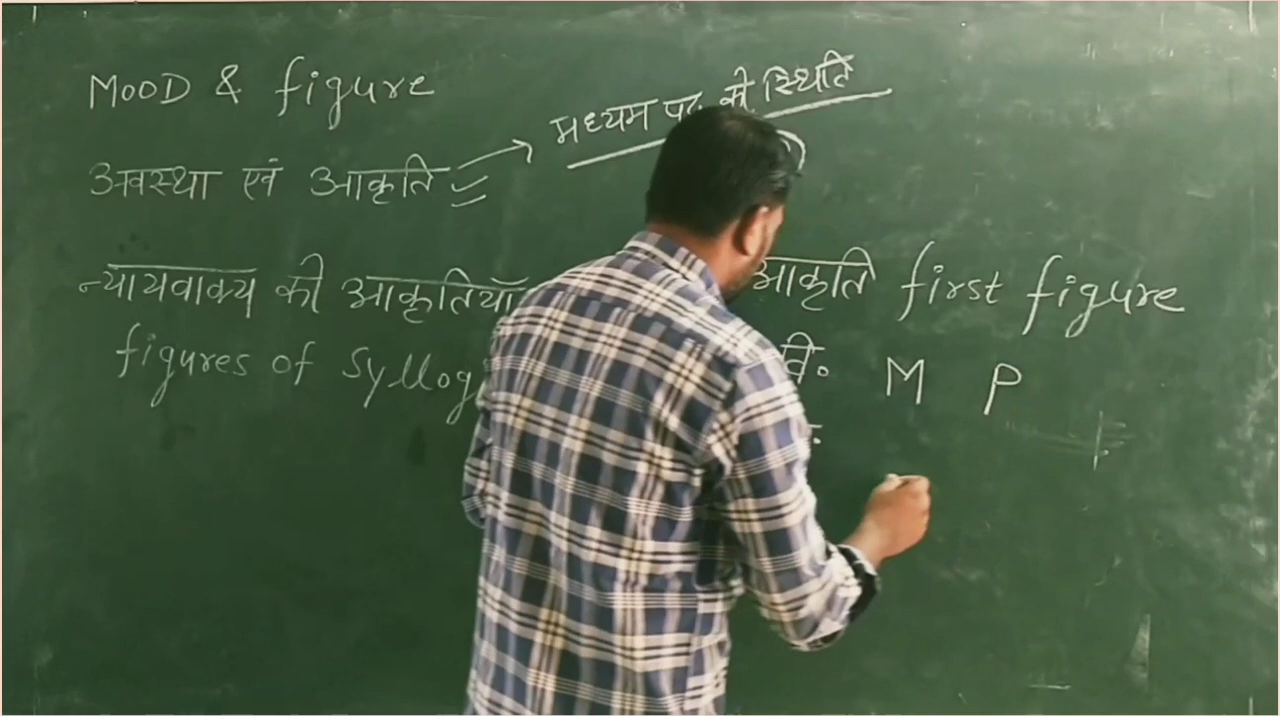 MOOD & figure
मध्यम पद की स्थिति
अवस्था एवं आकृति
न्यायवाक्य की आकृतियाँ
आकृति first figure
figures of Syllog
वि॰ M P